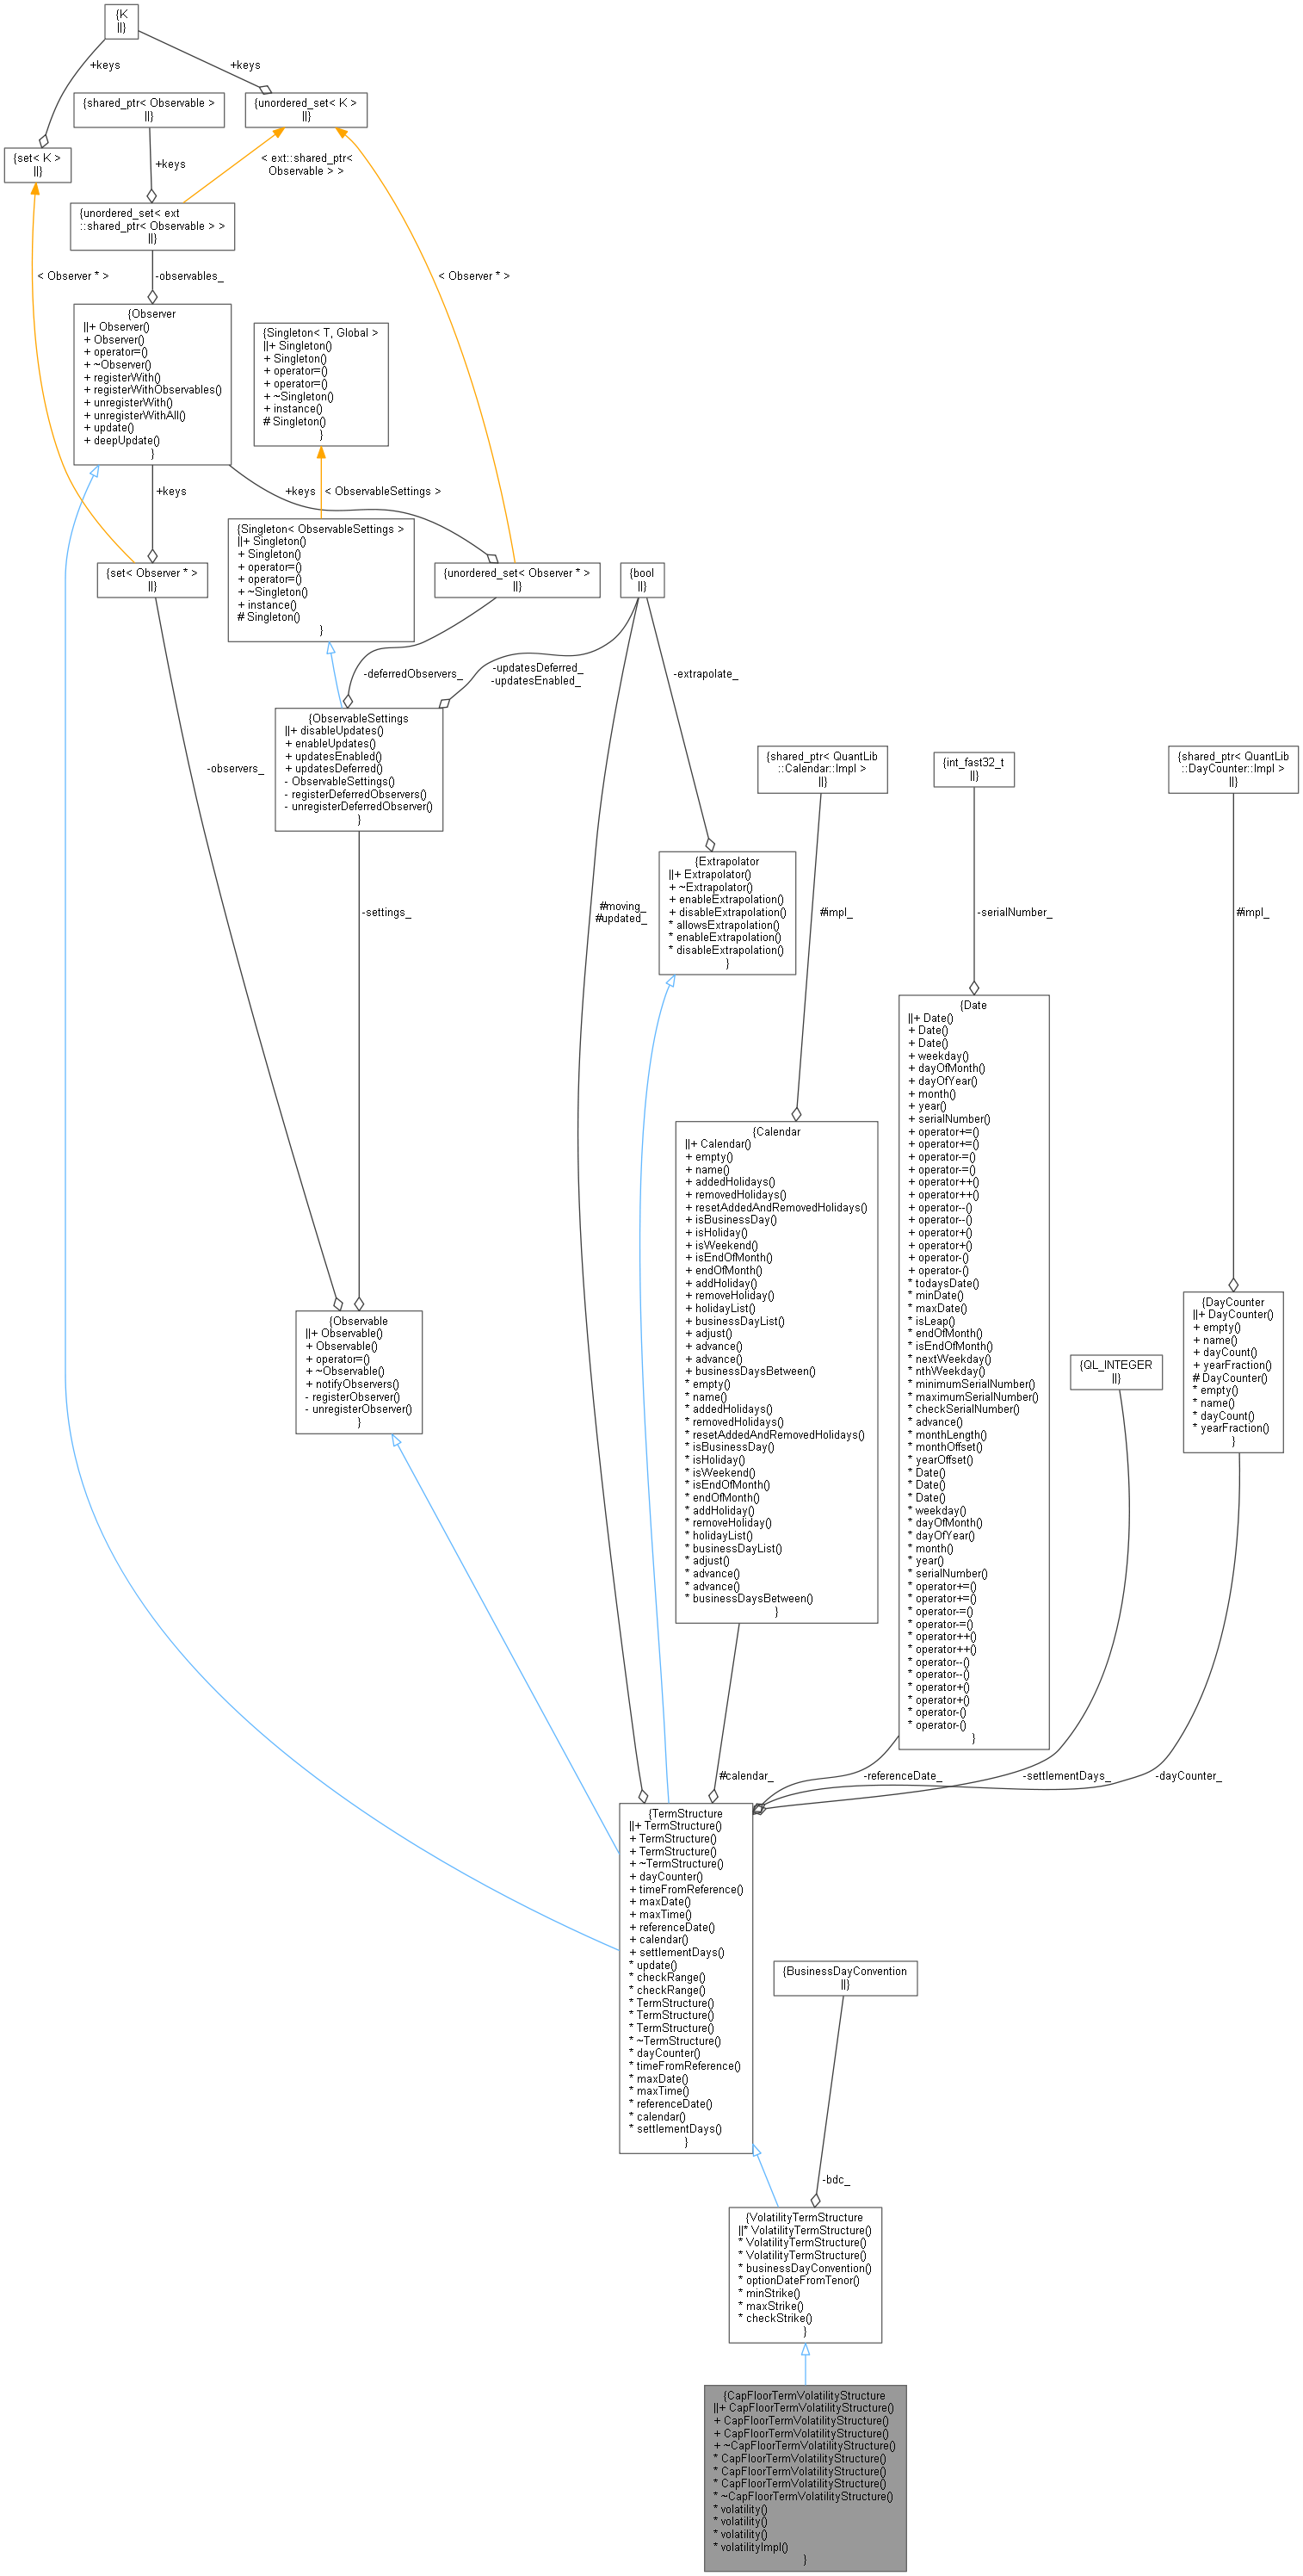 {K
||}
+keys
+keys
{shared_ptr< Observable >
||}
{unordered_set< K >
||}
{set< K >
||}
+keys
< ext::shared_ptr<
Observable > >
{unordered_set< ext
::shared_ptr< Observable > >
||}
< Observer * >
-observables_
< Observer * >
{Observer
||+ Observer()
+ Observer()
+ operator=()
+ ~Observer()
+ registerWith()
+ registerWithObservables()
+ unregisterWith()
+ unregisterWithAll()
+ update()
+ deepUpdate()
}
{Singleton< T, Global >
||+ Singleton()
+ Singleton()
+ operator=()
+ operator=()
+ ~Singleton()
+ instance()
# Singleton()
}
+keys
+keys
< ObservableSettings >
{Singleton< ObservableSettings >
||+ Singleton()
+ Singleton()
+ operator=()
+ operator=()
+ ~Singleton()
+ instance()
# Singleton()
}
{set< Observer * >
||}
{unordered_set< Observer * >
||}
{bool
||}
-deferredObservers_
-updatesDeferred_
-updatesEnabled_
-extrapolate_
{ObservableSettings
||+ disableUpdates()
+ enableUpdates()
+ updatesEnabled()
+ updatesDeferred()
- ObservableSettings()
- registerDeferredObservers()
- unregisterDeferredObserver()
}
-observers_
{shared_ptr< QuantLib
::Calendar::Impl >
||}
{int_fast32_t
||}
{shared_ptr< QuantLib
::DayCounter::Impl >
||}
{Extrapolator
||+ Extrapolator()
+ ~Extrapolator()
+ enableExtrapolation()
+ disableExtrapolation()
* allowsExtrapolation()
* enableExtrapolation()
* disableExtrapolation()
}
-settings_
#moving_
#updated_
#impl_
-serialNumber_
#impl_
{Date
||+ Date()
+ Date()
+ Date()
+ weekday()
+ dayOfMonth()
+ dayOfYear()
+ month()
+ year()
+ serialNumber()
+ operator+=()
+ operator+=()
+ operator-=()
+ operator-=()
+ operator++()
+ operator++()
+ operator--()
+ operator--()
+ operator+()
+ operator+()
+ operator-()
+ operator-()
* todaysDate()
* minDate()
* maxDate()
* isLeap()
* endOfMonth()
* isEndOfMonth()
* nextWeekday()
* nthWeekday()
* minimumSerialNumber()
* maximumSerialNumber()
* checkSerialNumber()
* advance()
* monthLength()
* monthOffset()
* yearOffset()
* Date()
* Date()
* Date()
* weekday()
* dayOfMonth()
* dayOfYear()
* month()
* year()
* serialNumber()
* operator+=()
* operator+=()
* operator-=()
* operator-=()
* operator++()
* operator++()
* operator--()
* operator--()
* operator+()
* operator+()
* operator-()
* operator-()
}
{Calendar
||+ Calendar()
+ empty()
+ name()
+ addedHolidays()
+ removedHolidays()
+ resetAddedAndRemovedHolidays()
+ isBusinessDay()
+ isHoliday()
+ isWeekend()
+ isEndOfMonth()
+ endOfMonth()
+ addHoliday()
+ removeHoliday()
+ holidayList()
+ businessDayList()
+ adjust()
+ advance()
+ advance()
+ businessDaysBetween()
* empty()
* name()
* addedHolidays()
* removedHolidays()
* resetAddedAndRemovedHolidays()
* isBusinessDay()
* isHoliday()
* isWeekend()
* isEndOfMonth()
* endOfMonth()
* addHoliday()
* removeHoliday()
* holidayList()
* businessDayList()
* adjust()
* advance()
* advance()
* businessDaysBetween()
}
{DayCounter
||+ DayCounter()
+ empty()
+ name()
+ dayCount()
+ yearFraction()
# DayCounter()
* empty()
* name()
* dayCount()
* yearFraction()
}
{Observable
||+ Observable()
+ Observable()
+ operator=()
+ ~Observable()
+ notifyObservers()
- registerObserver()
- unregisterObserver()
}
{QL_INTEGER
||}
#calendar_
-referenceDate_
-settlementDays_
-dayCounter_
{TermStructure
||+ TermStructure()
+ TermStructure()
+ TermStructure()
+ ~TermStructure()
+ dayCounter()
+ timeFromReference()
+ maxDate()
+ maxTime()
+ referenceDate()
+ calendar()
+ settlementDays()
* update()
* checkRange()
* checkRange()
* TermStructure()
* TermStructure()
* TermStructure()
* ~TermStructure()
* dayCounter()
* timeFromReference()
* maxDate()
* maxTime()
* referenceDate()
* calendar()
* settlementDays()
}
{BusinessDayConvention
||}
-bdc_
{VolatilityTermStructure
||* VolatilityTermStructure()
* VolatilityTermStructure()
* VolatilityTermStructure()
* businessDayConvention()
* optionDateFromTenor()
* minStrike()
* maxStrike()
* checkStrike()
}
{CapFloorTermVolatilityStructure
||+ CapFloorTermVolatilityStructure()
+ CapFloorTermVolatilityStructure()
+ CapFloorTermVolatilityStructure()
+ ~CapFloorTermVolatilityStructure()
* CapFloorTermVolatilityStructure()
* CapFloorTermVolatilityStructure()
* CapFloorTermVolatilityStructure()
* ~CapFloorTermVolatilityStructure()
* volatility()
* volatility()
* volatility()
* volatilityImpl()
}